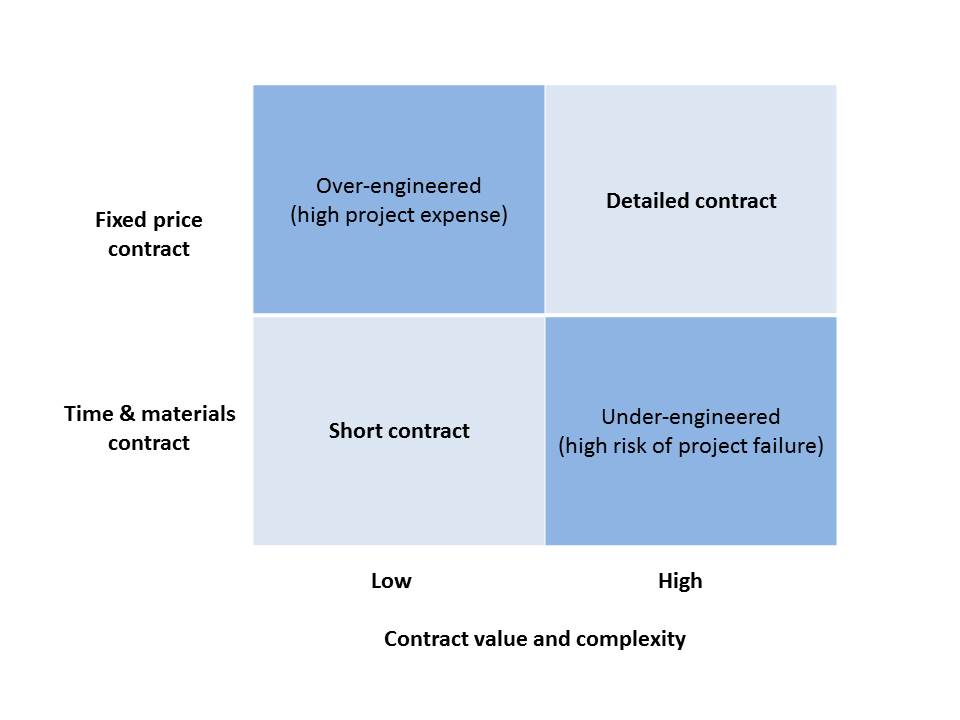 Over-engineered
(high project expense)
Detailed contract
Fixed price
contract
Time & materials
contract
Short contract
Under-engineered
(high risk of project failure)
Low
High
Contract value and complexity